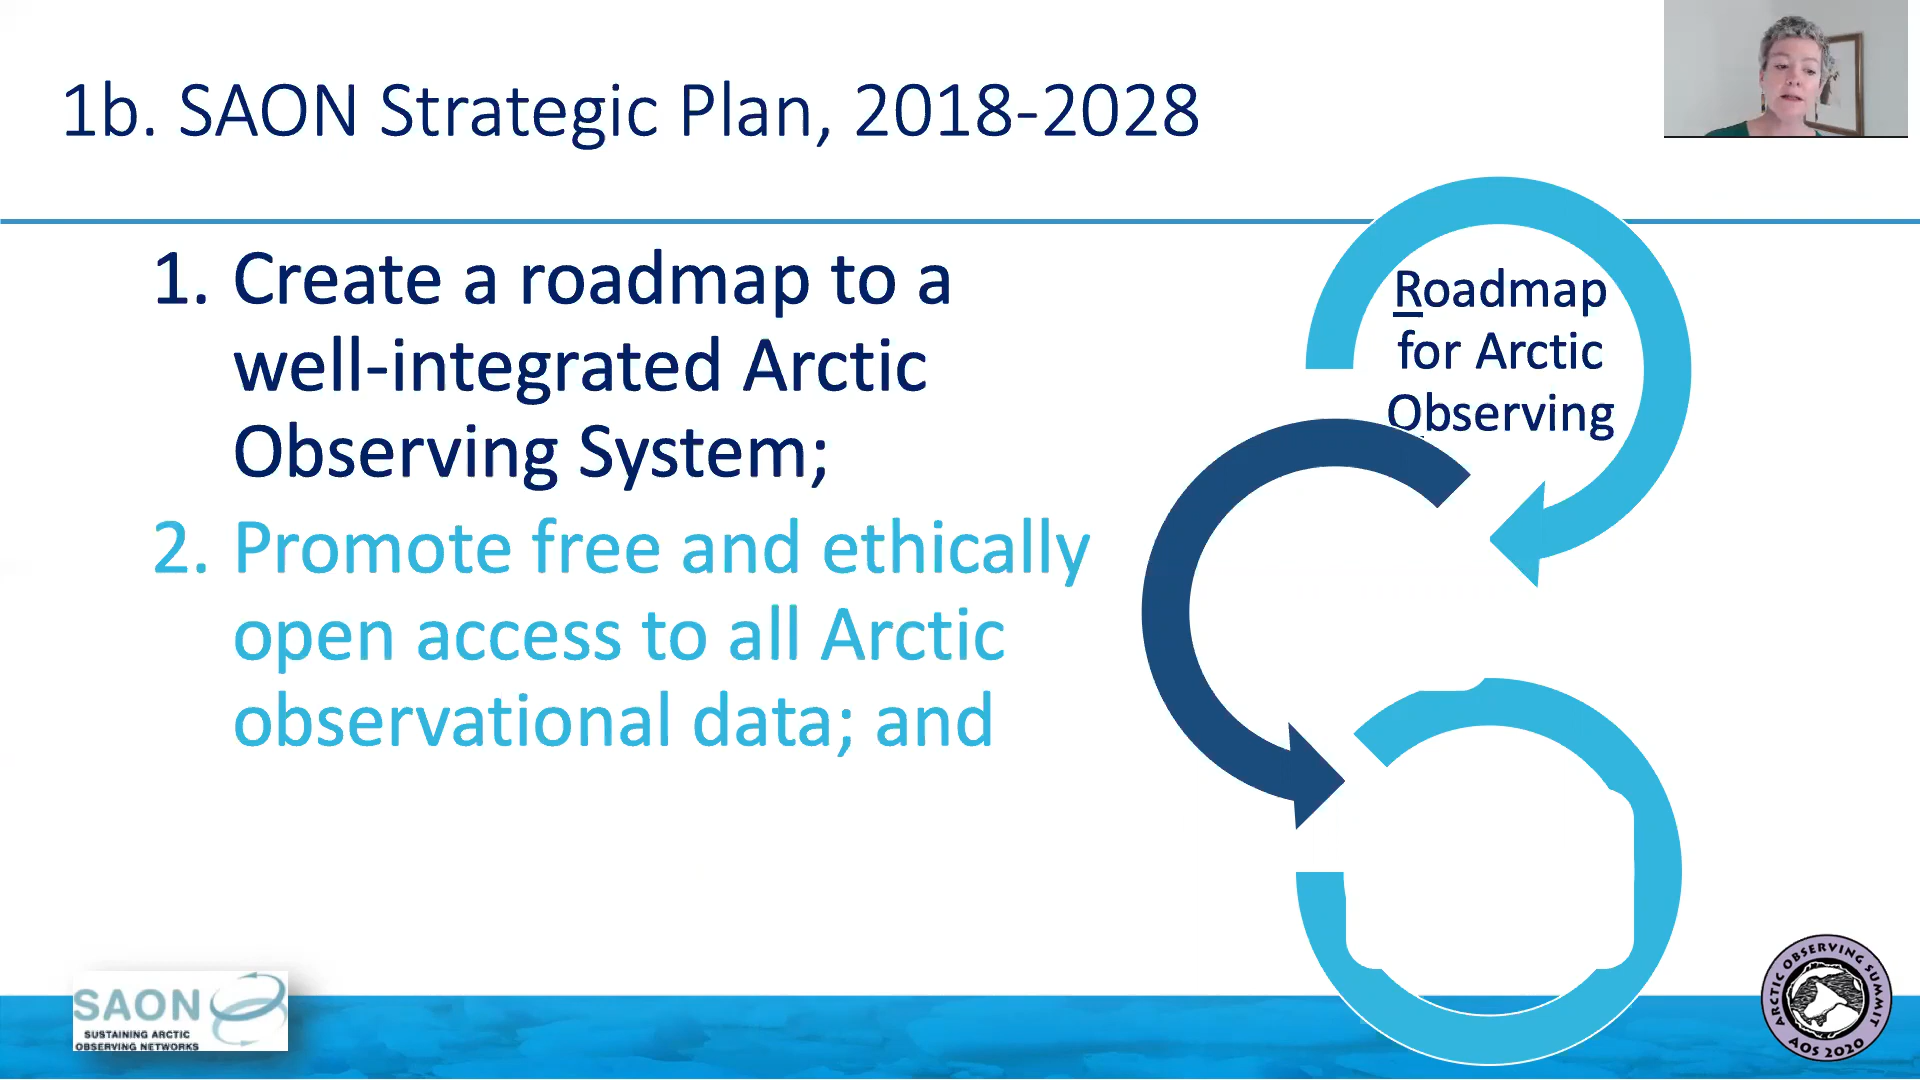 1b. SAON Strategic Plan, 2018-2028
1. Create a roadmap to a
well-integrated Arctic
Observing System;
2. Promote free and ethically
open access to all Arctic
observational data; and
Roadmap
for Arctic
Observing
SAON
SUSTAINING ARCTIC
OBSERVING NETWORKS
ARCTIC OBSERVING SUMMIT
AOS 2020